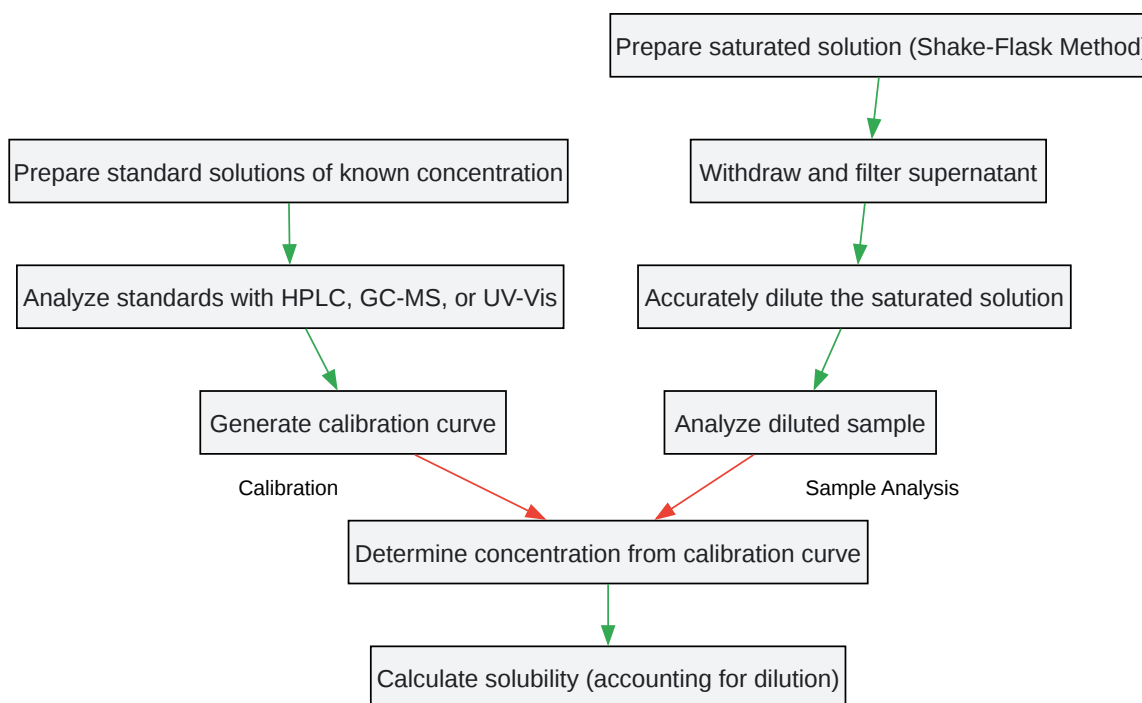 Prepare saturated solution (Shake-Flask Method)
Prepare standard solutions of known concentration
Withdraw and filter supernatant
Analyze standards with HPLC, GC-MS, or UV-Vis
Accurately dilute the saturated solution
Generate calibration curve
Analyze diluted sample
Calibration
Sample Analysis
Determine concentration from calibration curve
Calculate solubility (accounting for dilution)